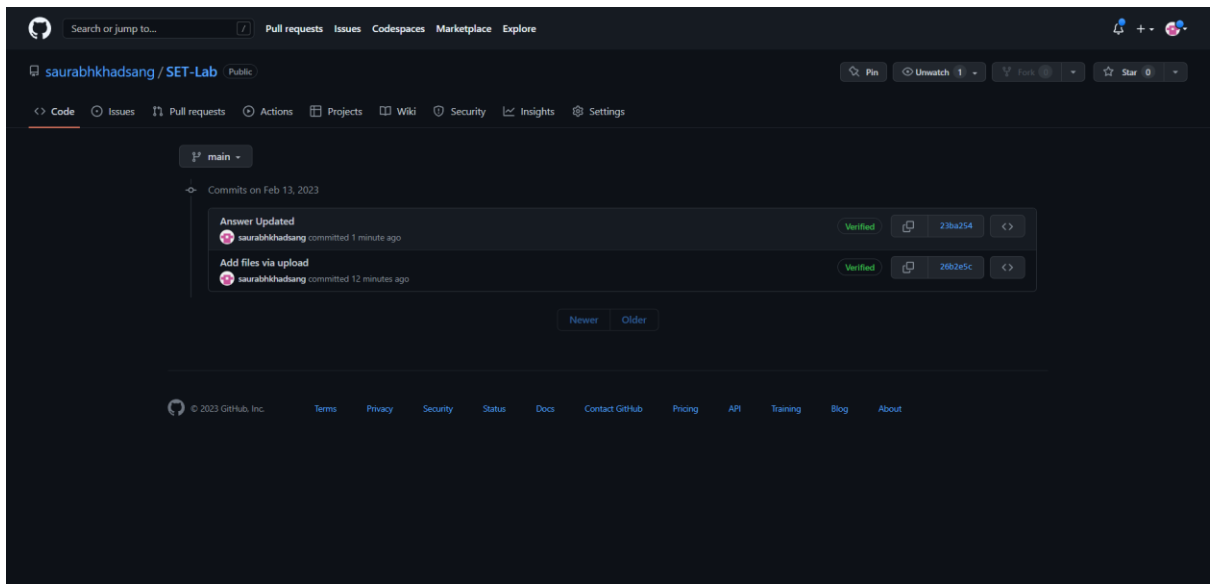 Search or jump to... / Pull requests Issues Codespaces Marketplace Explore
saurabhkhadsang / SET-Lab Public Pin Unwatch 1 Fork 0 Star 0
<> Code Issues Pull requests Actions Projects Wiki Security Insights Settings
main
Commits on Feb 13, 2023
Answer Updated
saurabhkhadsang committed 1 minute ago Verified 23ba254 <>
Add files via upload
saurabhkhadsang committed 12 minutes ago Verified 26b2e5c <>
Newer Older
© 2023 GitHub, Inc. Terms Privacy Security Status Docs Contact GitHub Pricing API Training Blog About